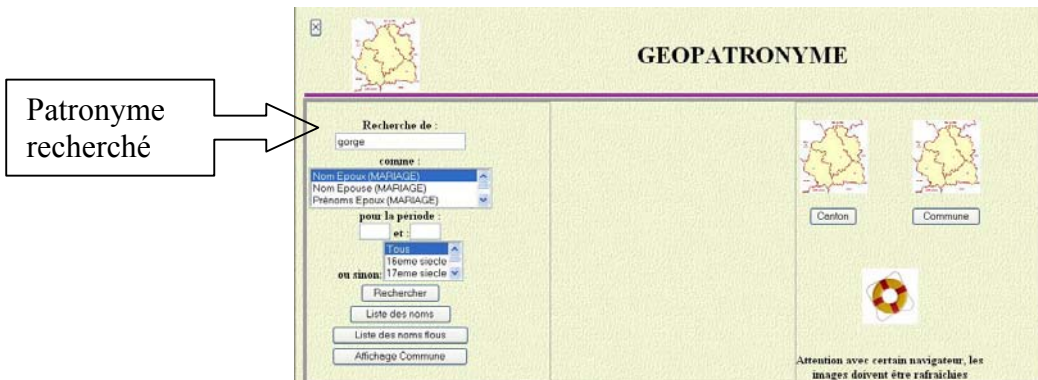 GEOPATRONYME
Patronyme
recherché
Recherche de :
gorge
comme :
Nom Epoux (MARIAGE)
Nom Epouse (MARIAGE)
Prénoms Epoux (MARIAGE)
pour la période :
et :
Tous
16eme siecle
ou sinon: 17eme siecle
Rechercher
Liste des noms
Liste des noms flous
Affichege Commune
Canton
Commune
Attention avec certain navigateur, les
images doivent être rafraîchies